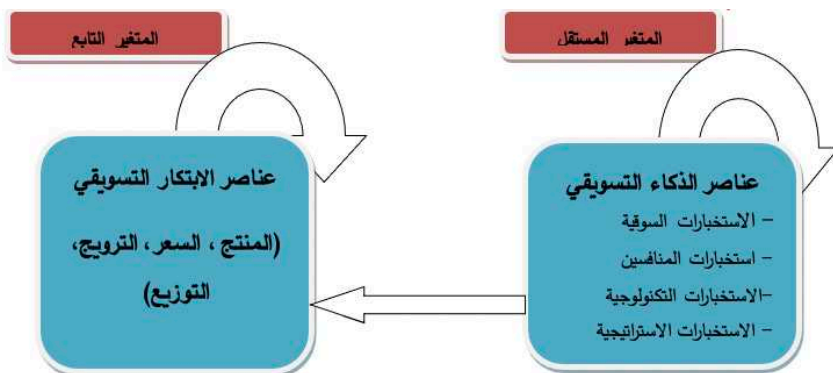 المتغير المستقل
المتغير التابع
عناصر الذكاء التسويقي
- الاستخبارات السوقية
- استخبارات المنافسين
-الاستخبارات التكنولوجية
- الاستخبارات الاستراتيجية
عناصر الابتكار التسويقي
(المنتج ، السعر، الترويج،
التوزيع)